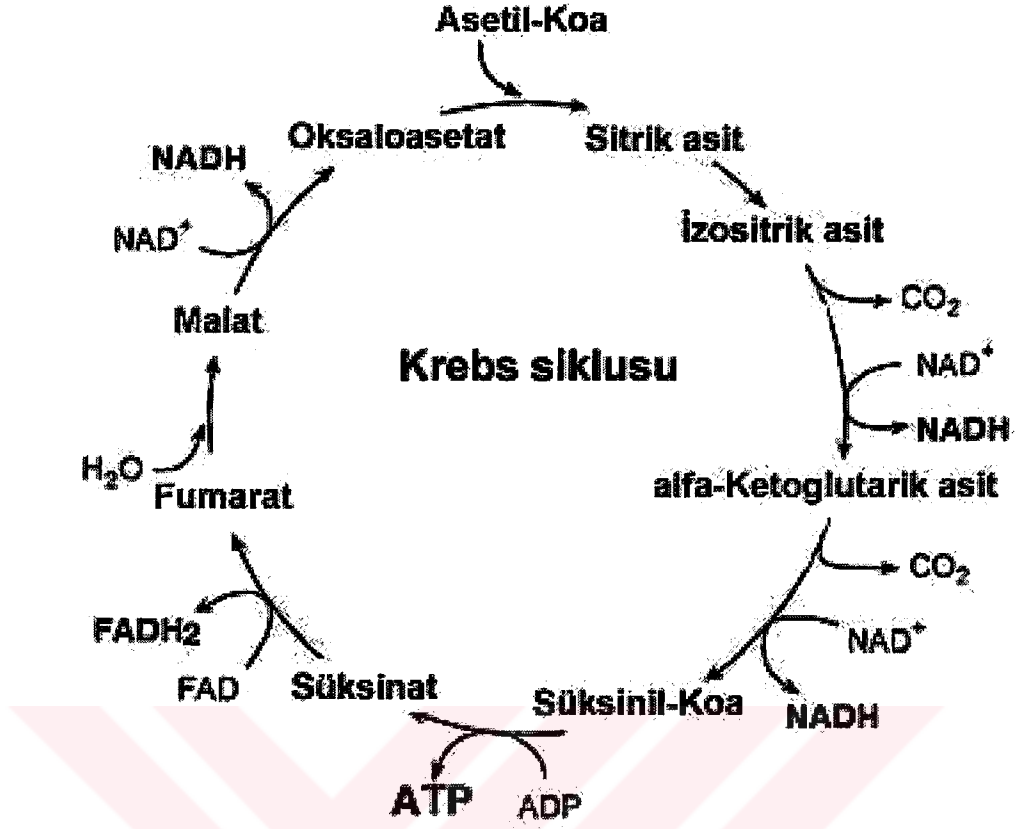 Asetil-Koa
Oksaloasetat
Sitrik asit
NADH
NAD⁺
İzositrik asit
CO₂
Malat
Krebs siklusu
NAD⁺
NADH
H₂O
Fumarat
alfa-Ketoglutarik asit
CO₂
FADH2
NAD⁺
FAD
Süksinat
Süksinil-Koa
NADH
ATP
ADP